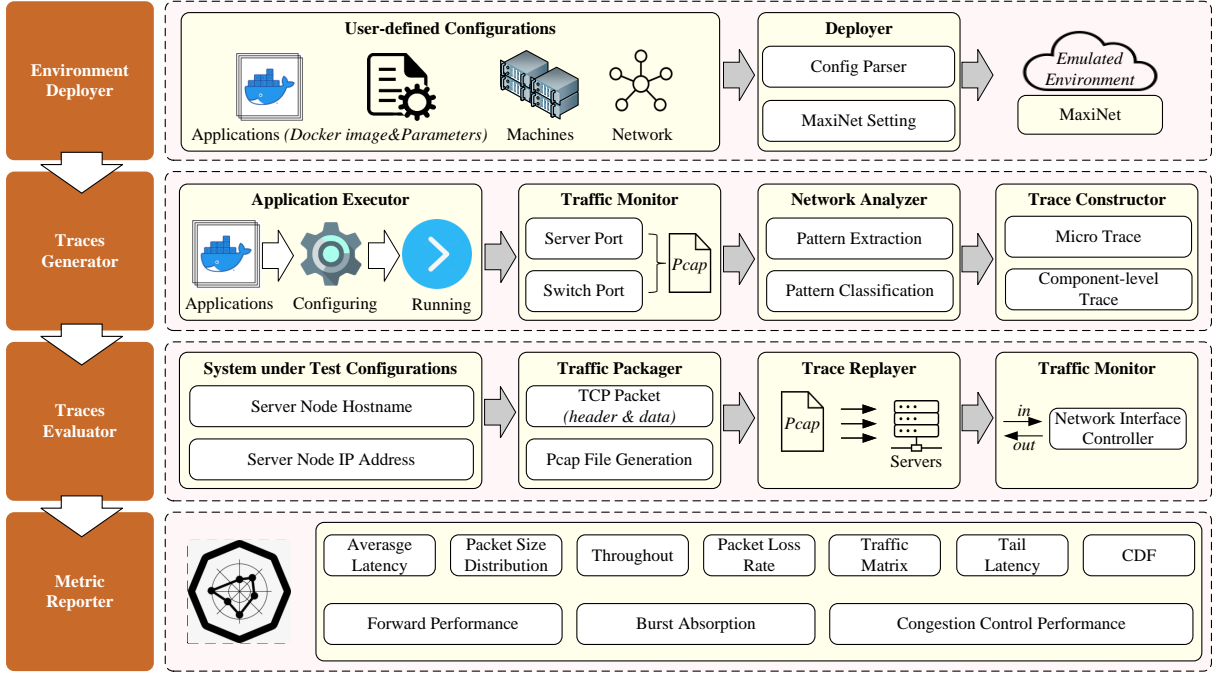 Environment
Deployer
User-defined Configurations
Applications (Docker image&Parameters)
Machines
Network
Deployer
Config Parser
MaxiNet Setting
Emulated
Environment
MaxiNet
Traces
Generator
Application Executor
Applications
Configuring
Running
Traffic Monitor
Server Port
Switch Port
Pcap
Network Analyzer
Pattern Extraction
Pattern Classification
Trace Constructor
Micro Trace
Component-level
Trace
Traces
Evaluator
System under Test Configurations
Server Node Hostname
Server Node IP Address
Traffic Packager
TCP Packet
(header & data)
Pcap File Generation
Trace Replayer
Pcap
Servers
Traffic Monitor
in
out
Network Interface
Controller
Metric
Reporter
Averasge
Latency
Packet Size
Distribution
Throughout
Packet Loss
Rate
Traffic
Matrix
Tail
Latency
CDF
Forward Performance
Burst Absorption
Congestion Control Performance